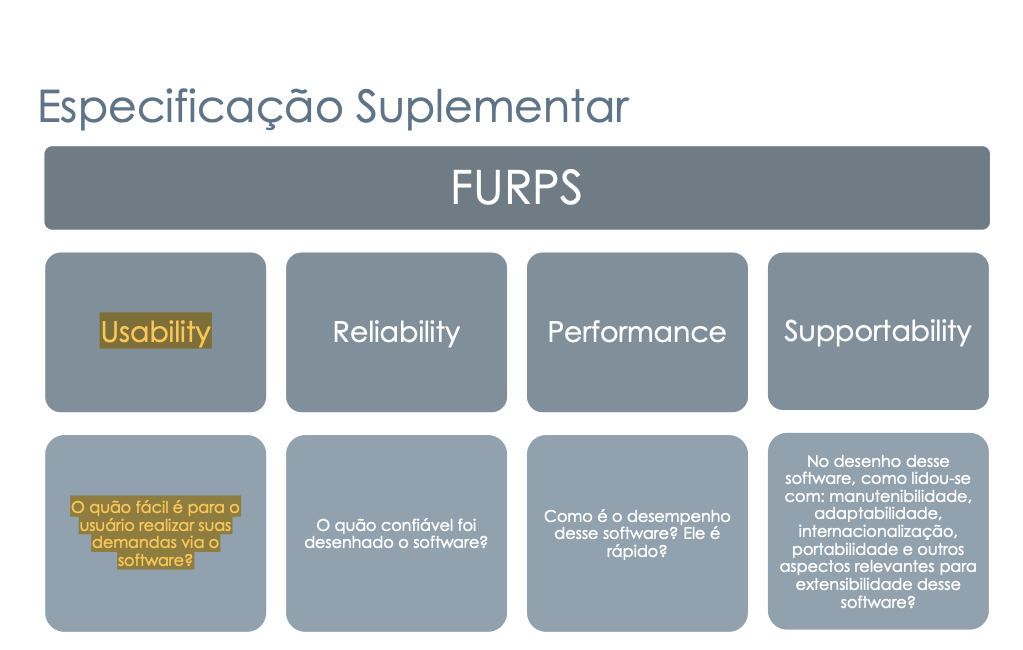 Especificação Suplementar
FURPS
Usability
Reliability
Performance
Supportability
O quão fácil é para o
usuário realizar suas
demandas via o
software?
O quão confiável foi
desenhado o software?
Como é o desempenho
desse software? Ele é
rápido?
No desenho desse
software, como lidou-se
com: manutenibilidade,
adaptabilidade,
internacionalização,
portabilidade e outros
aspectos relevantes para
extensibilidade desse
software?